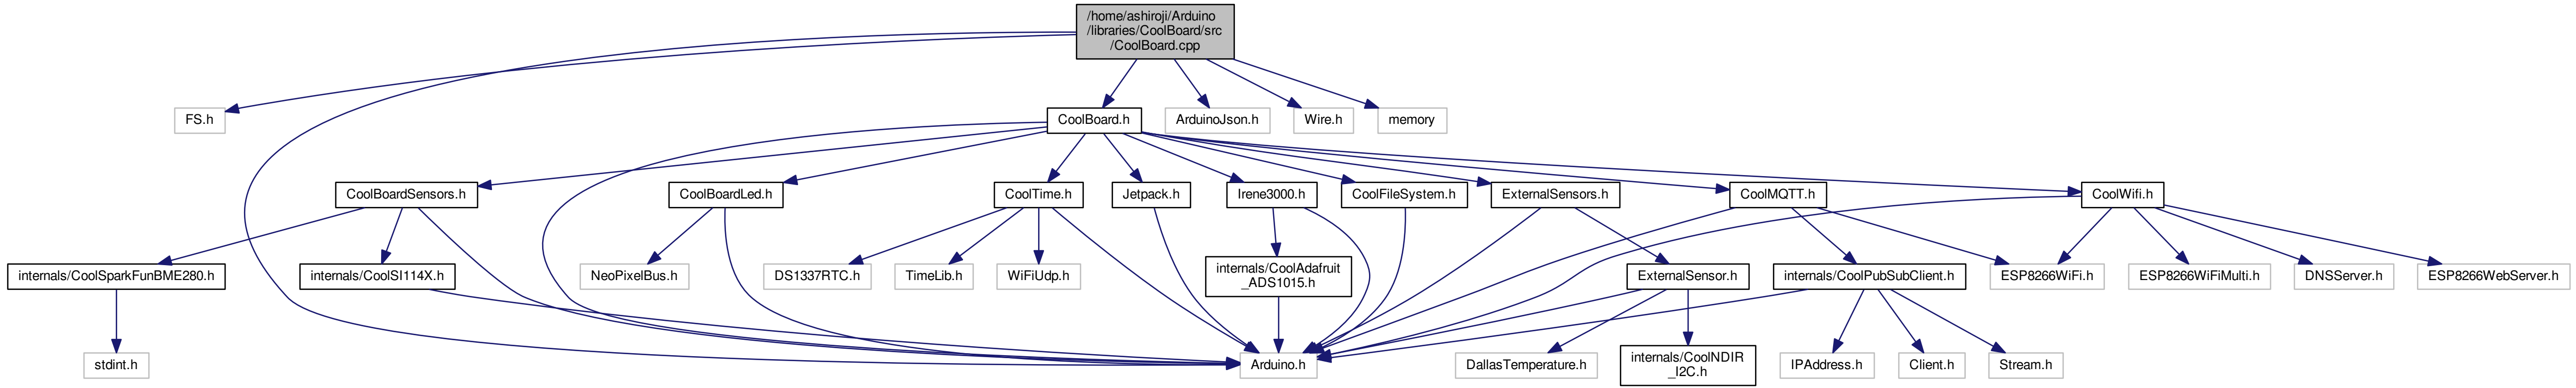 /home/ashiroji/Arduino
/libraries/CoolBoard/src
/CoolBoard.cpp
FS.h
CoolBoard.h
ArduinoJson.h
Wire.h
memory
CoolBoardSensors.h
CoolBoardLed.h
CoolTime.h
Jetpack.h
Irene3000.h
CoolFileSystem.h
ExternalSensors.h
CoolMQTT.h
CoolWifi.h
internals/CoolSparkFunBME280.h
internals/CoolSI114X.h
NeoPixelBus.h
DS1337RTC.h
TimeLib.h
WiFiUdp.h
internals/CoolAdafruit
_ADS1015.h
ExternalSensor.h
internals/CoolPubSubClient.h
ESP8266WiFi.h
ESP8266WiFiMulti.h
DNSServer.h
ESP8266WebServer.h
stdint.h
Arduino.h
DallasTemperature.h
internals/CoolNDIR
_I2C.h
IPAddress.h
Client.h
Stream.h